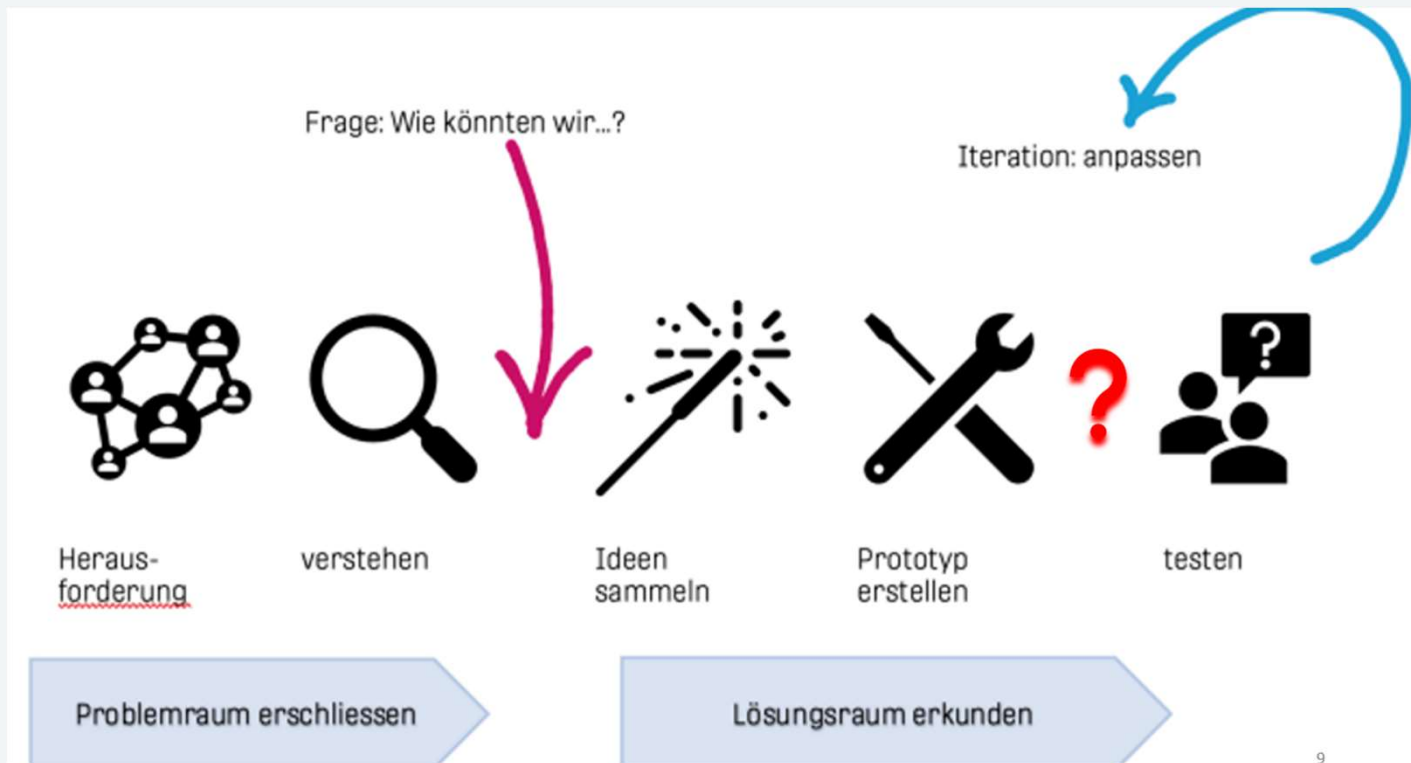 Frage: Wie könnten wir...?
Iteration: anpassen
?
?
Heraus-
forderung
verstehen
Ideen
sammeln
Prototyp
erstellen
testen
Problemraum erschliessen
Lösungsraum erkunden
9